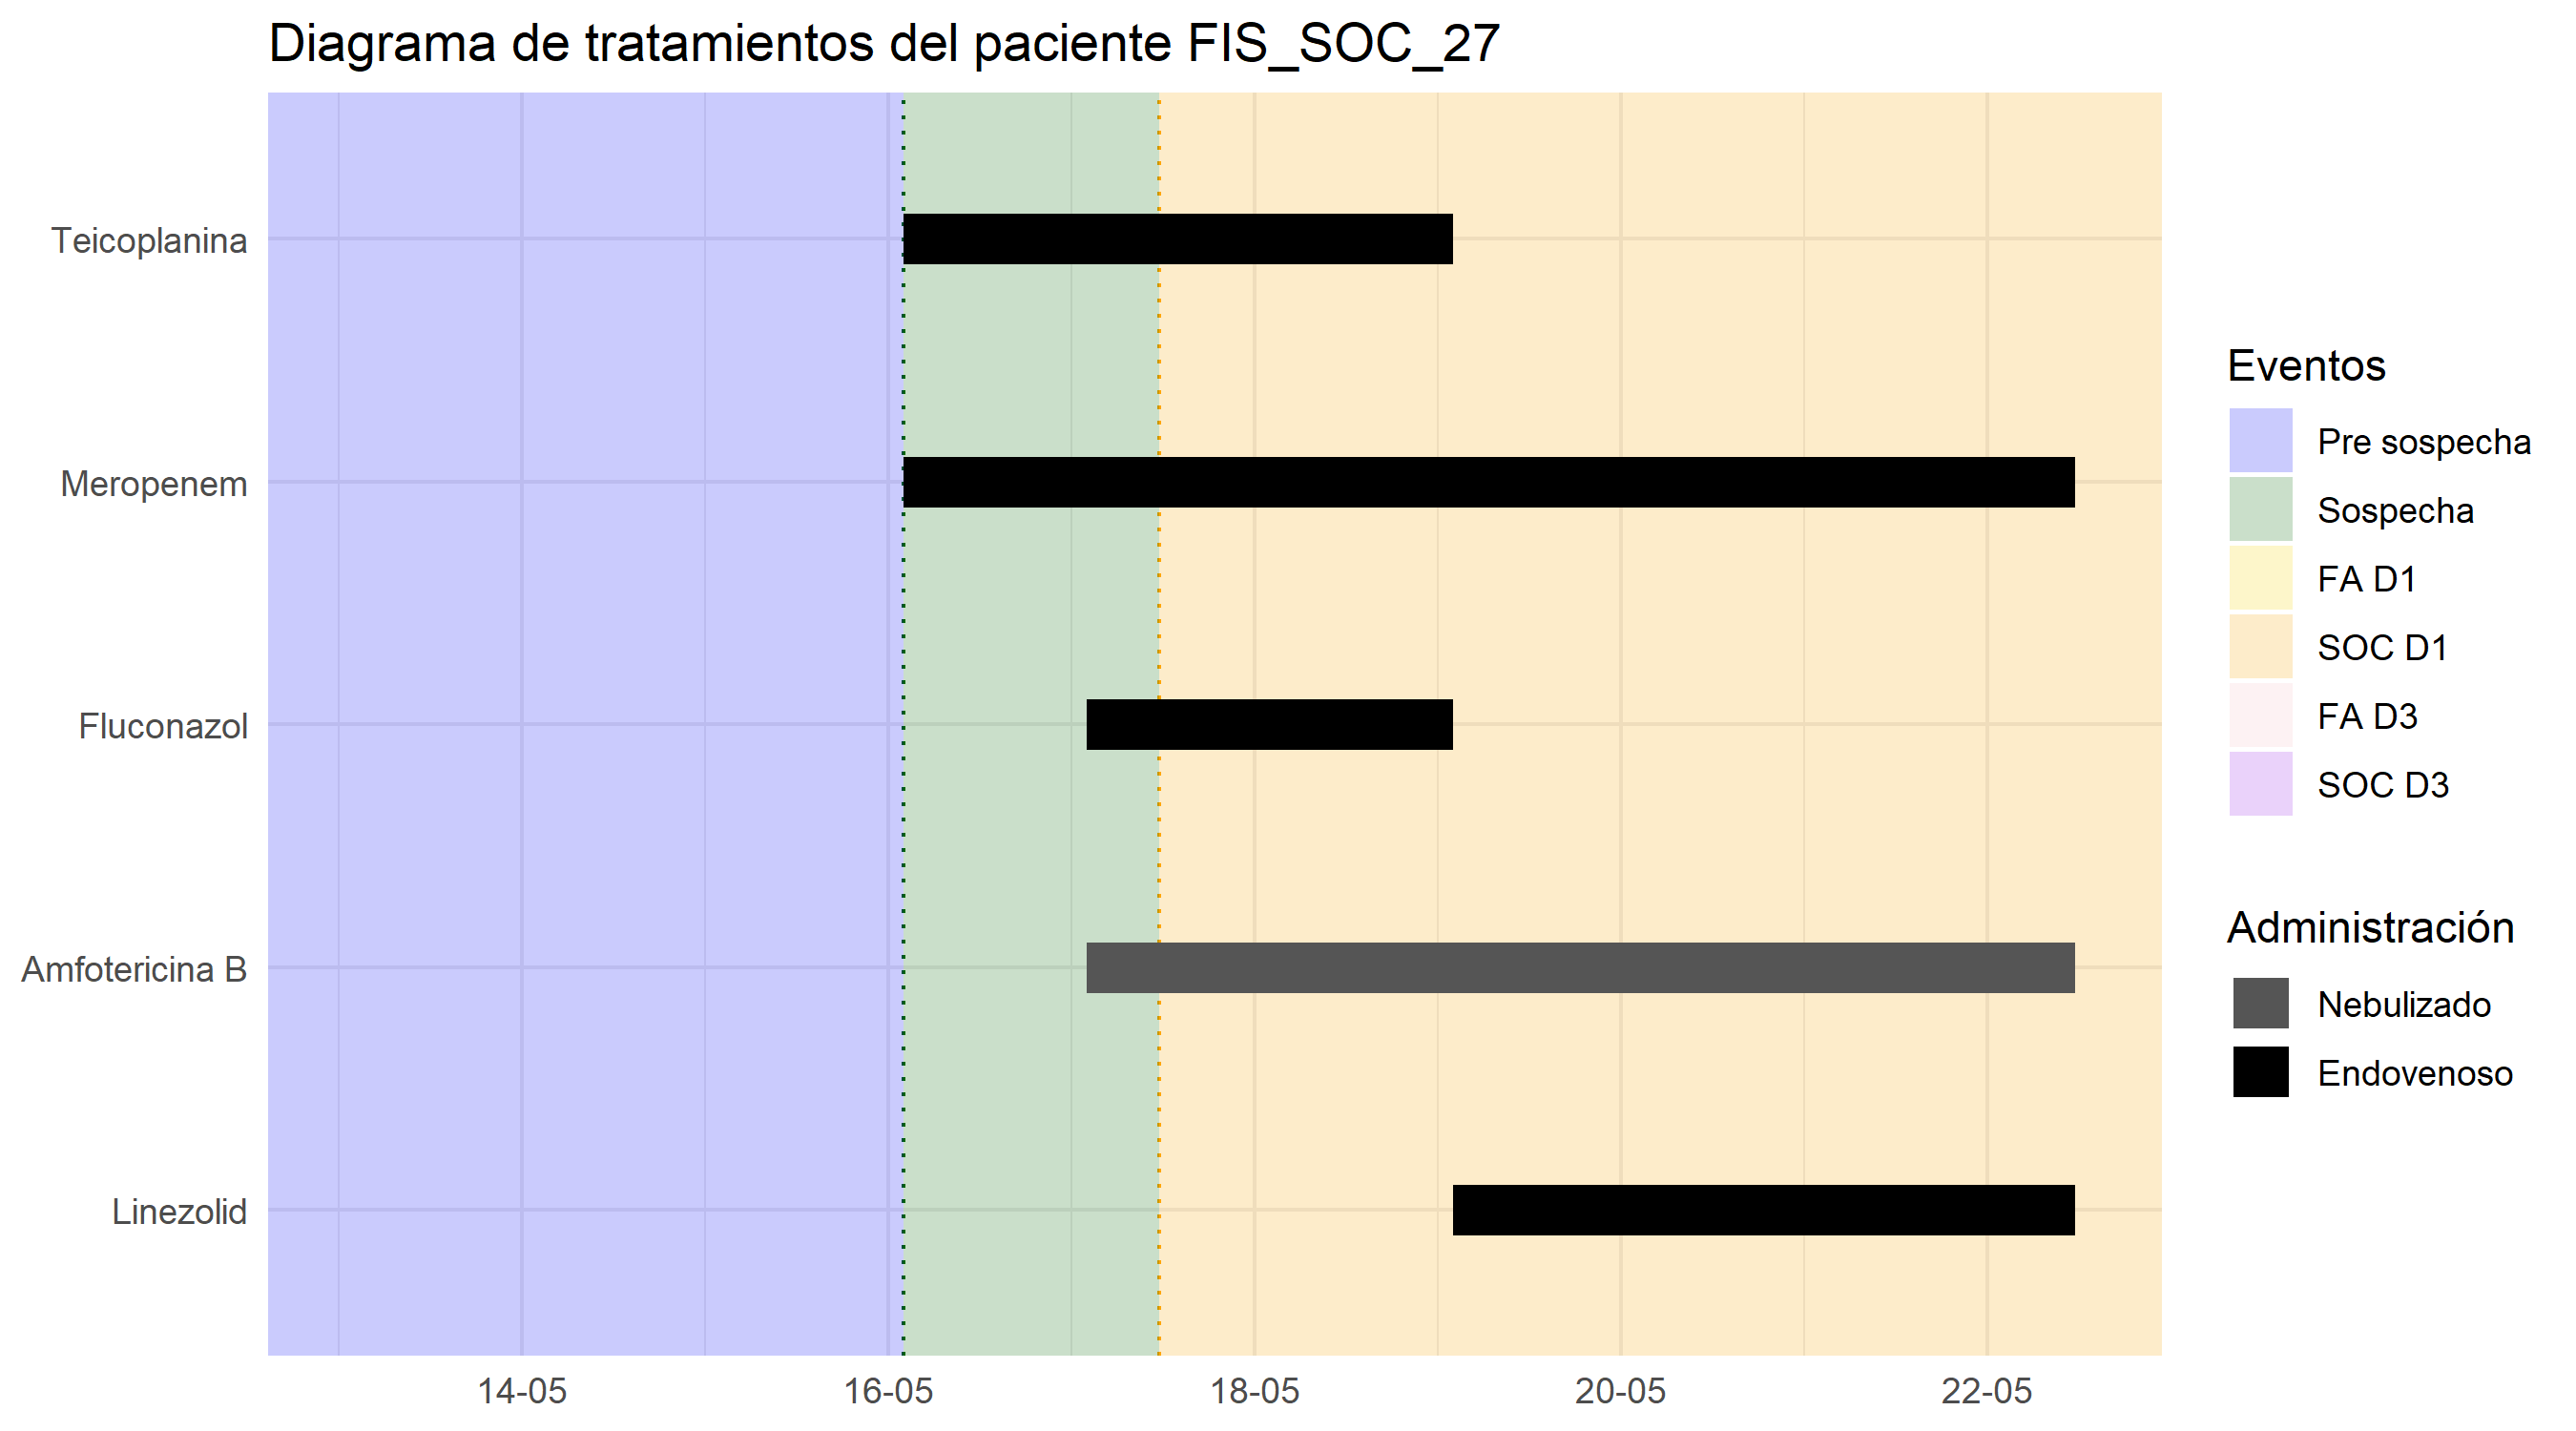 Diagrama de tratamientos del paciente FIS_SOC_27
Teicoplanina
Meropenem
Fluconazol
Amfotericina B
Linezolid
14-05
16-05
18-05
20-05
22-05
Eventos
Pre sospecha
Sospecha
FA D1
SOC D1
FA D3
SOC D3
Administración
Nebulizado
Endovenoso